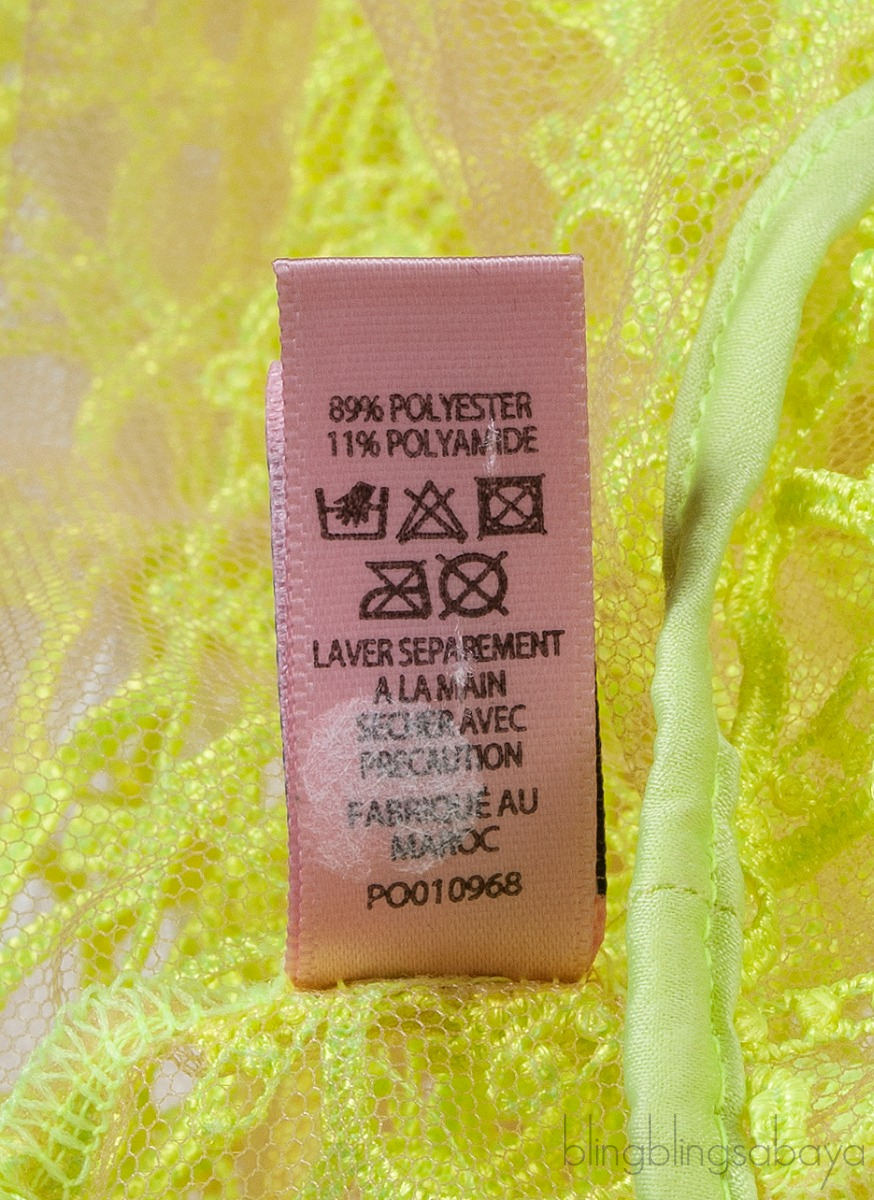 89% POLYESTER
11% POLYAMIDE
LAVER SEPAREMENT
A LA MAIN
SECHER AVEC
PRECAUTION
FABRIQUÉ AU
MAROC
PO010968
blingblingsabaya